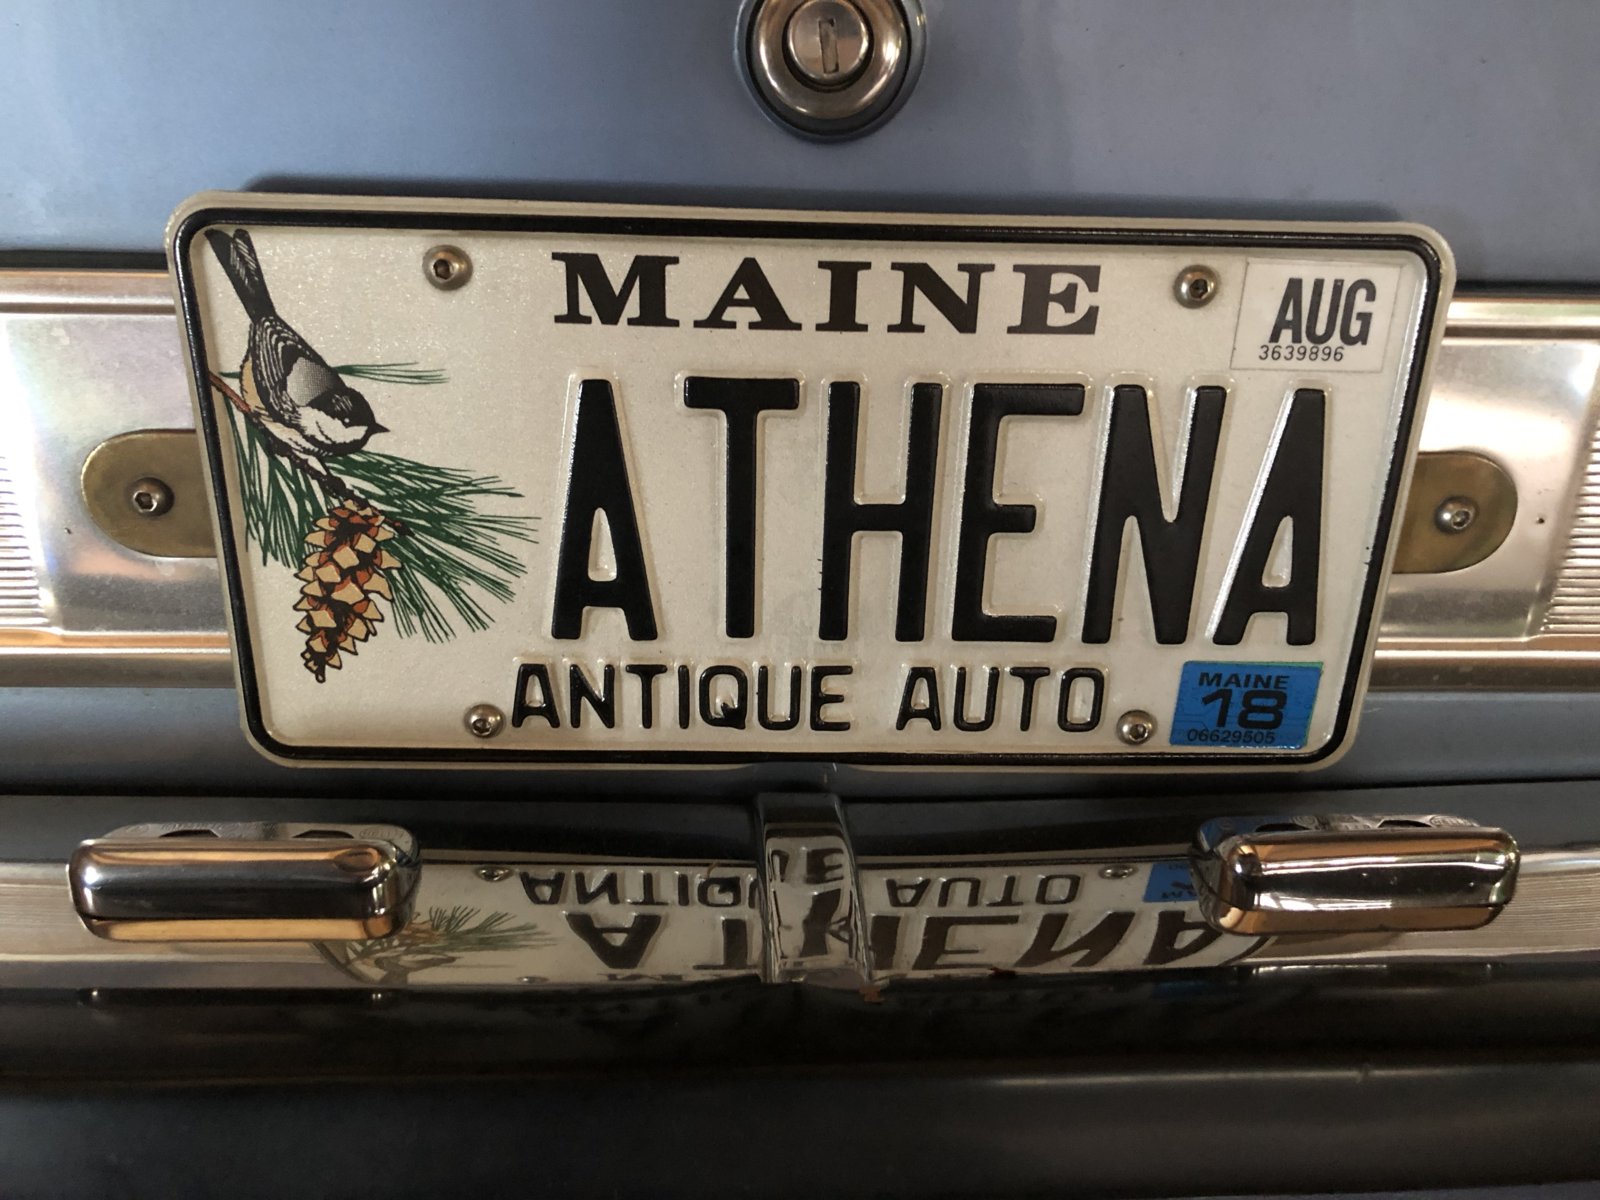 MAINE
AUG
3639896
ATHENA
ANTIQUE AUTO
MAINE
18
06629505